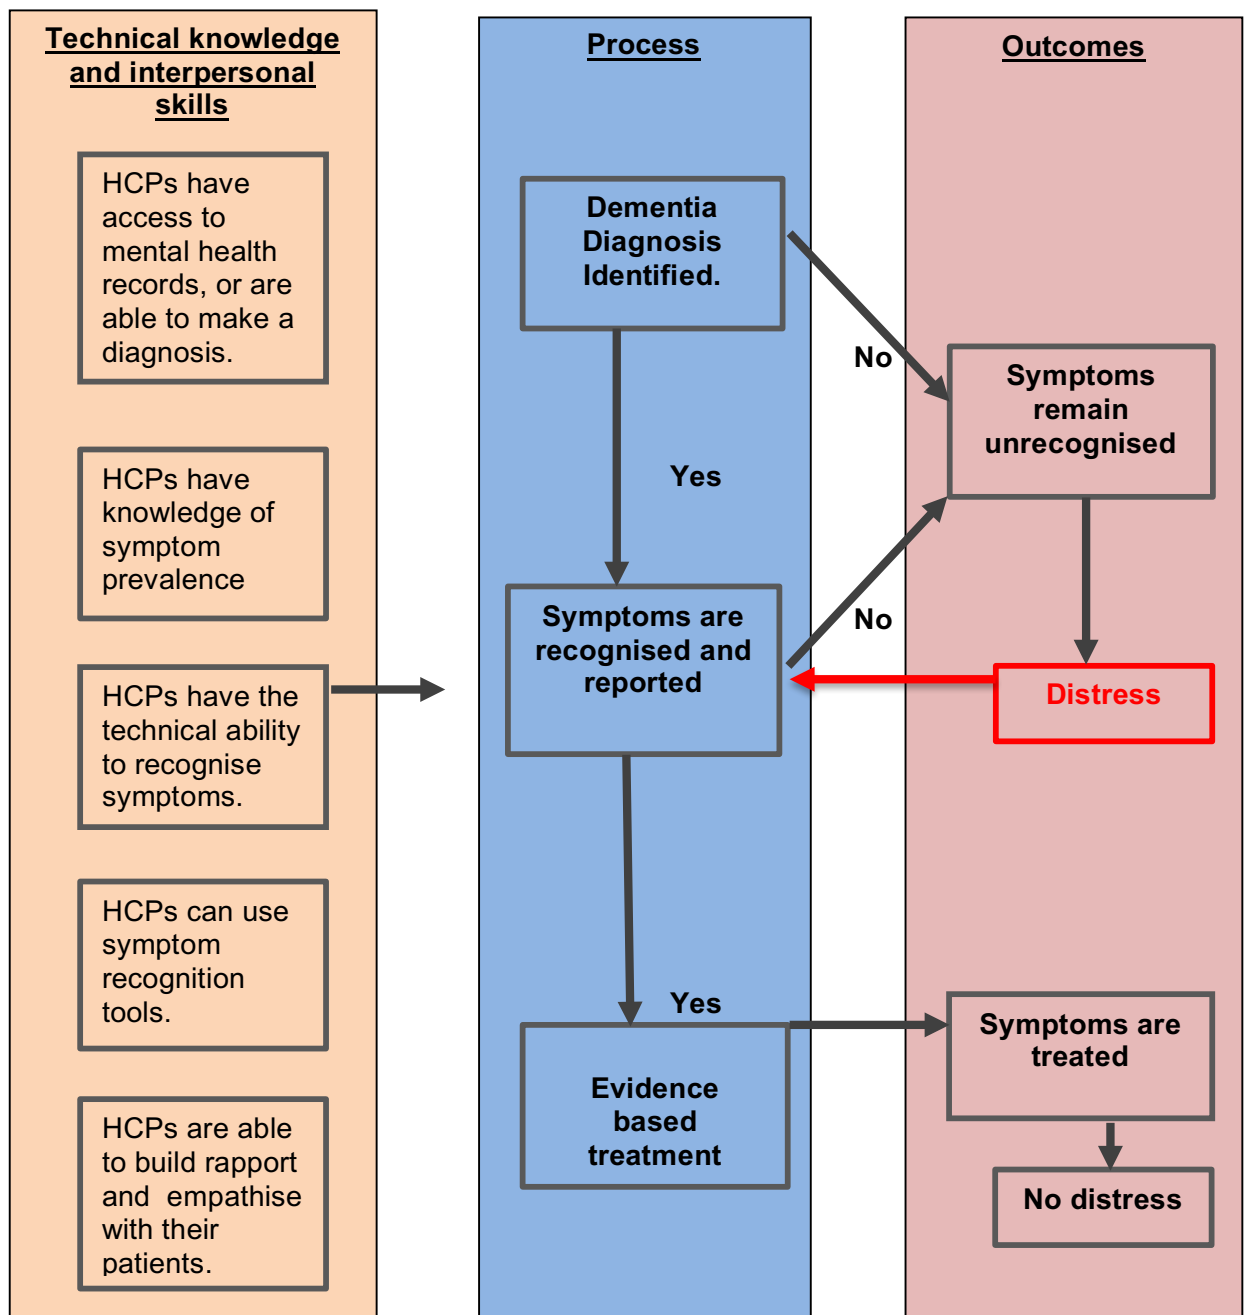 Technical knowledge
and interpersonal
skills
HCPs have
access to
mental health
records, or are
able to make a
diagnosis.
HCPs have
knowledge of
symptom
prevalence
HCPs have the
technical ability
to recognise
symptoms.
HCPs can use
symptom
recognition
tools.
HCPs are able
to build rapport
and empathise
with their
patients.
Process
Dementia
Diagnosis
Identified.
Yes
No
Symptoms are
recognised and
reported
No
Yes
Evidence
based
treatment
Outcomes
Symptoms
remain
unrecognised
Distress
Symptoms are
treated
No distress